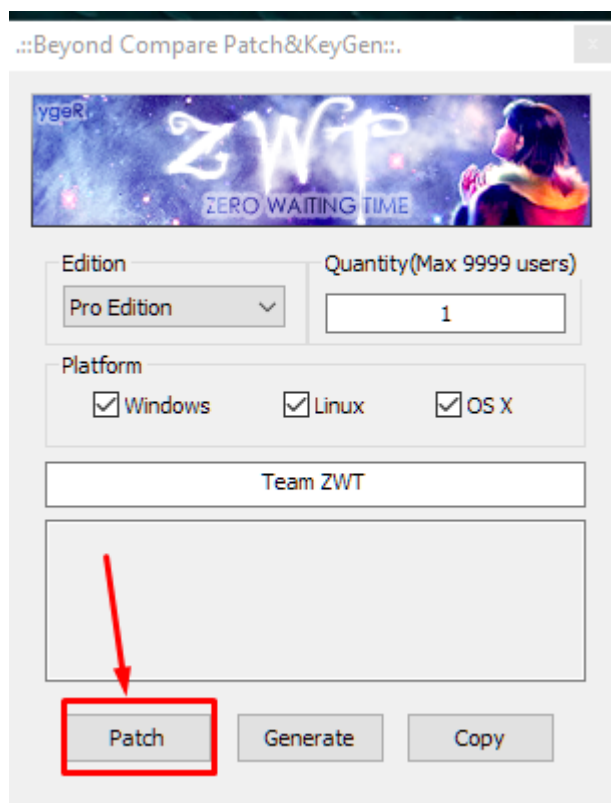 .::Beyond Compare Patch&KeyGen::.
x
ygeR
ZWT
ZERO WAITING TIME
Edition
Quantity(Max 9999 users)
Pro Edition
1
Platform
Windows
Linux
OS X
Team ZWT
Patch
Generate
Copy